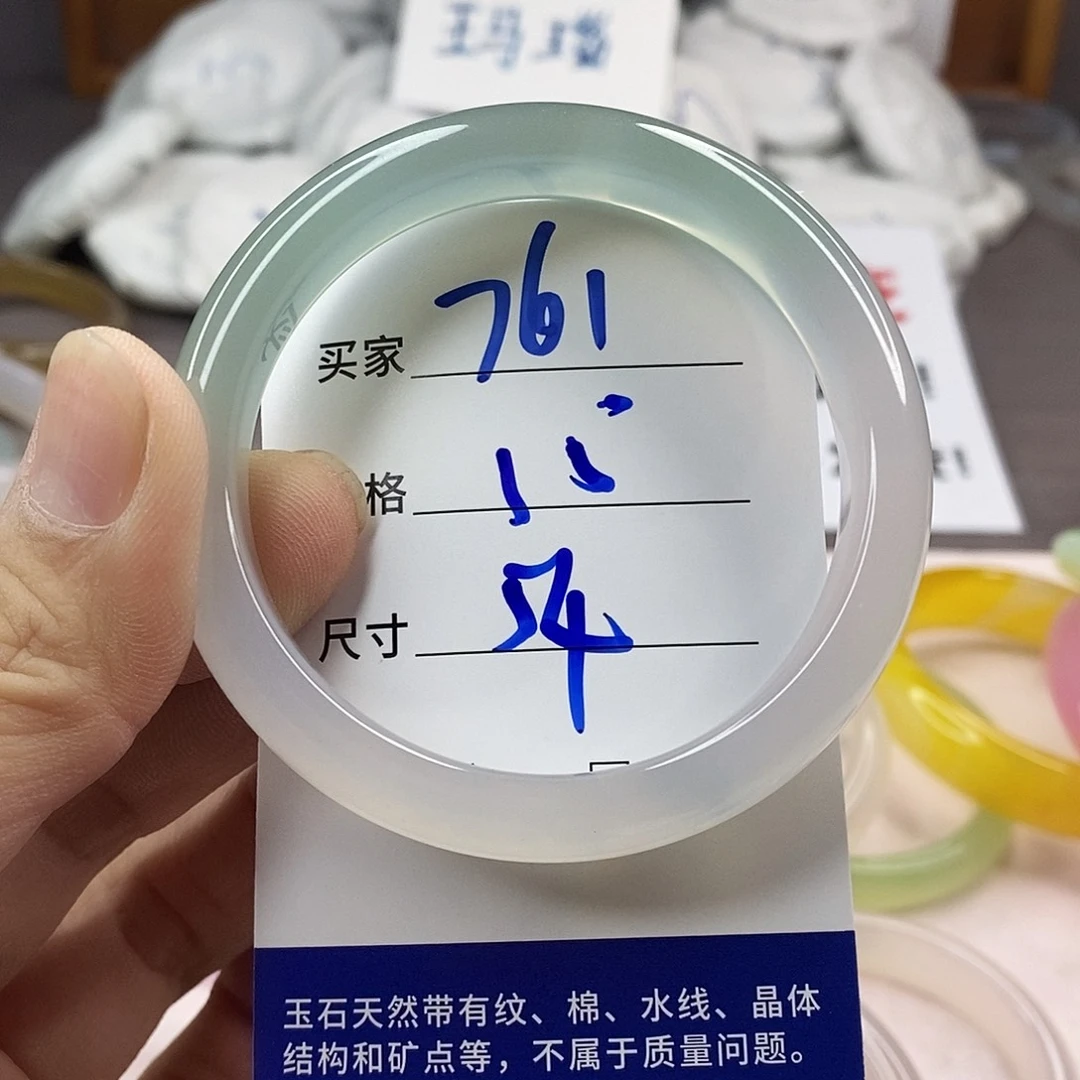 玛瑙
买家 761
格
尺寸 54
玉石天然带有纹、棉、水线、晶体
结构和矿点等，不属于质量问题。